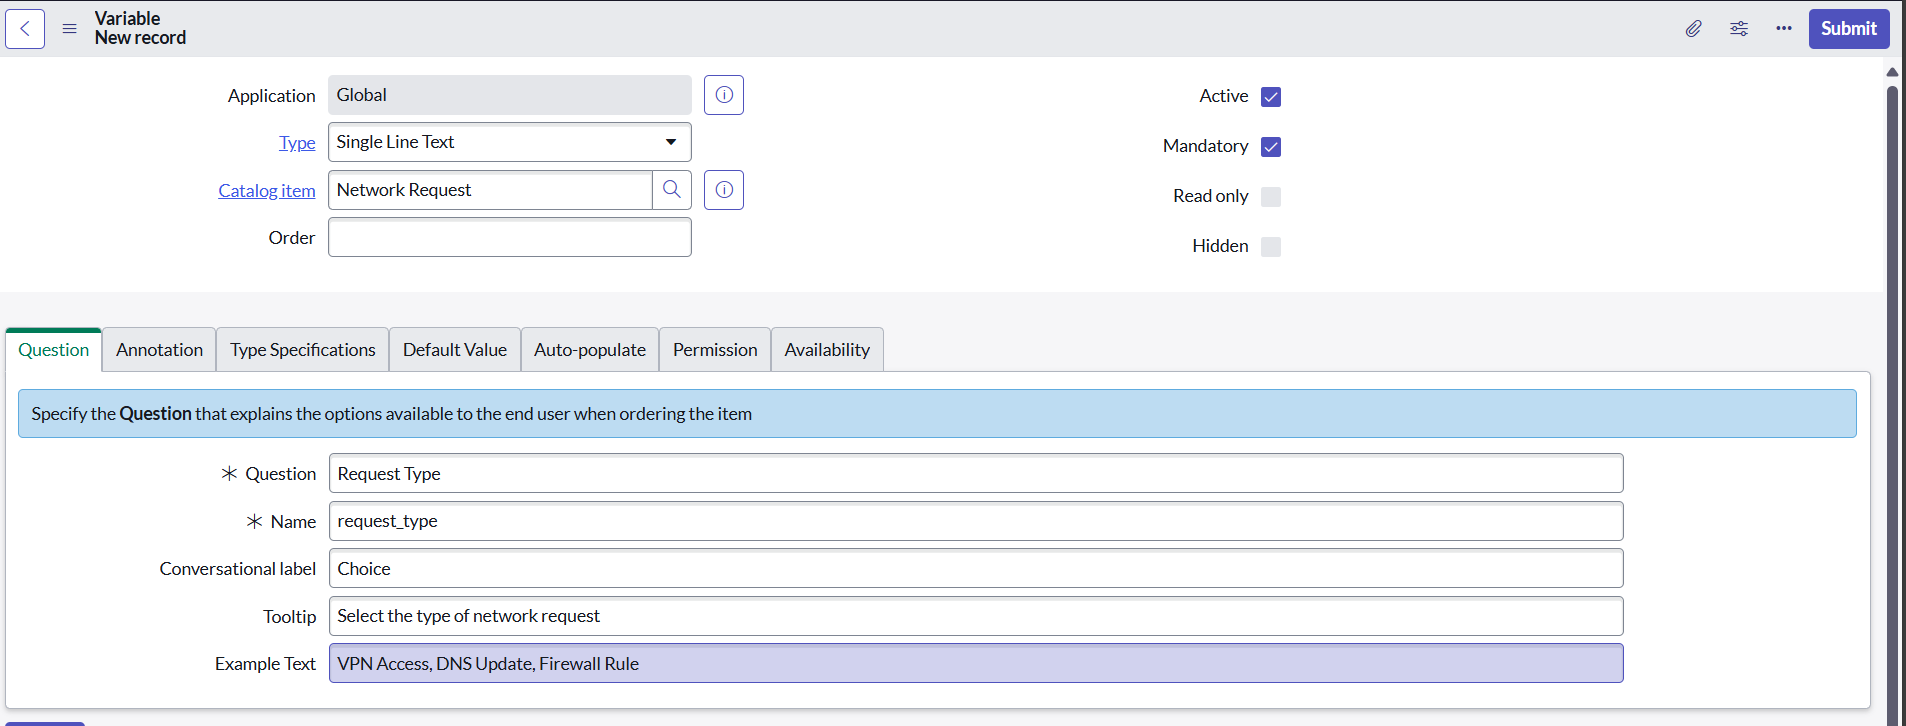 Variable
New record
Submit
Application Global
Active
Type Single Line Text
Mandatory
Catalog item Network Request
Read only
Order
Hidden
Question Annotation Type Specifications Default Value Auto-populate Permission Availability
Specify the Question that explains the options available to the end user when ordering the item
* Question Request Type
* Name request_type
Conversational label Choice
Tooltip Select the type of network request
Example Text VPN Access, DNS Update, Firewall Rule